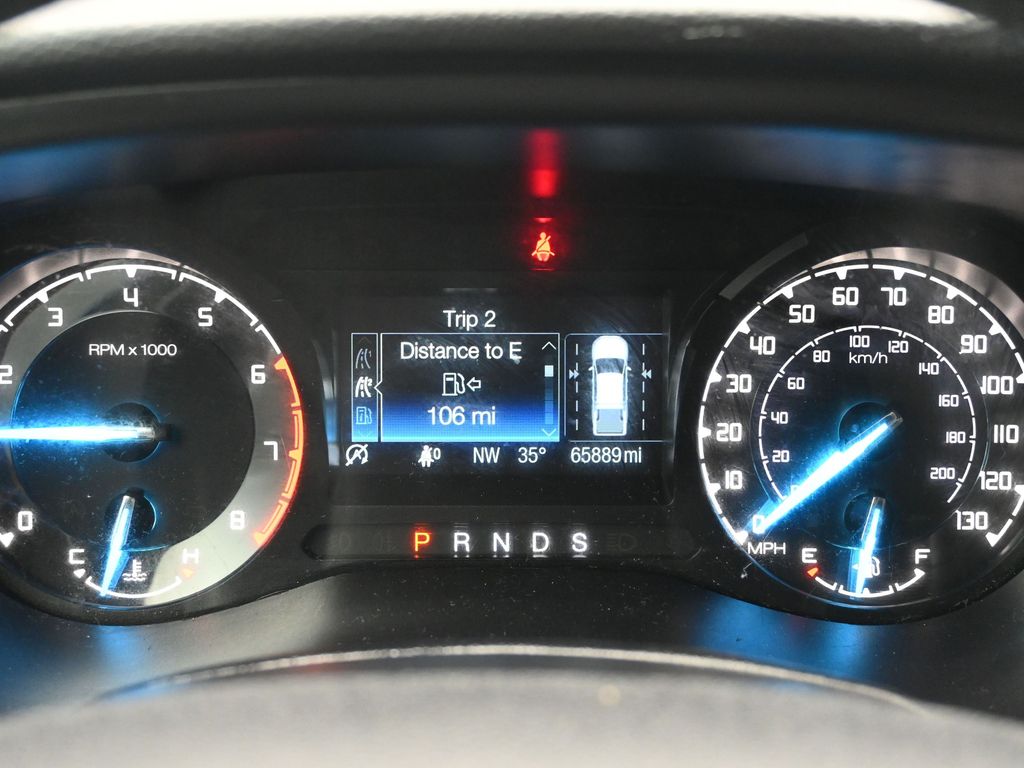 Trip 2
Distance to E
106 mi
NW 35° 65889mi
P R N D S
2 3 4 5 6 7 8 0
RPM x 1000
C H
0 10 20 30 40 50 60 70 80 90 100 110 120 130
MPH
20 40 60 80 100 120 140 160 180 200
km/h
E F